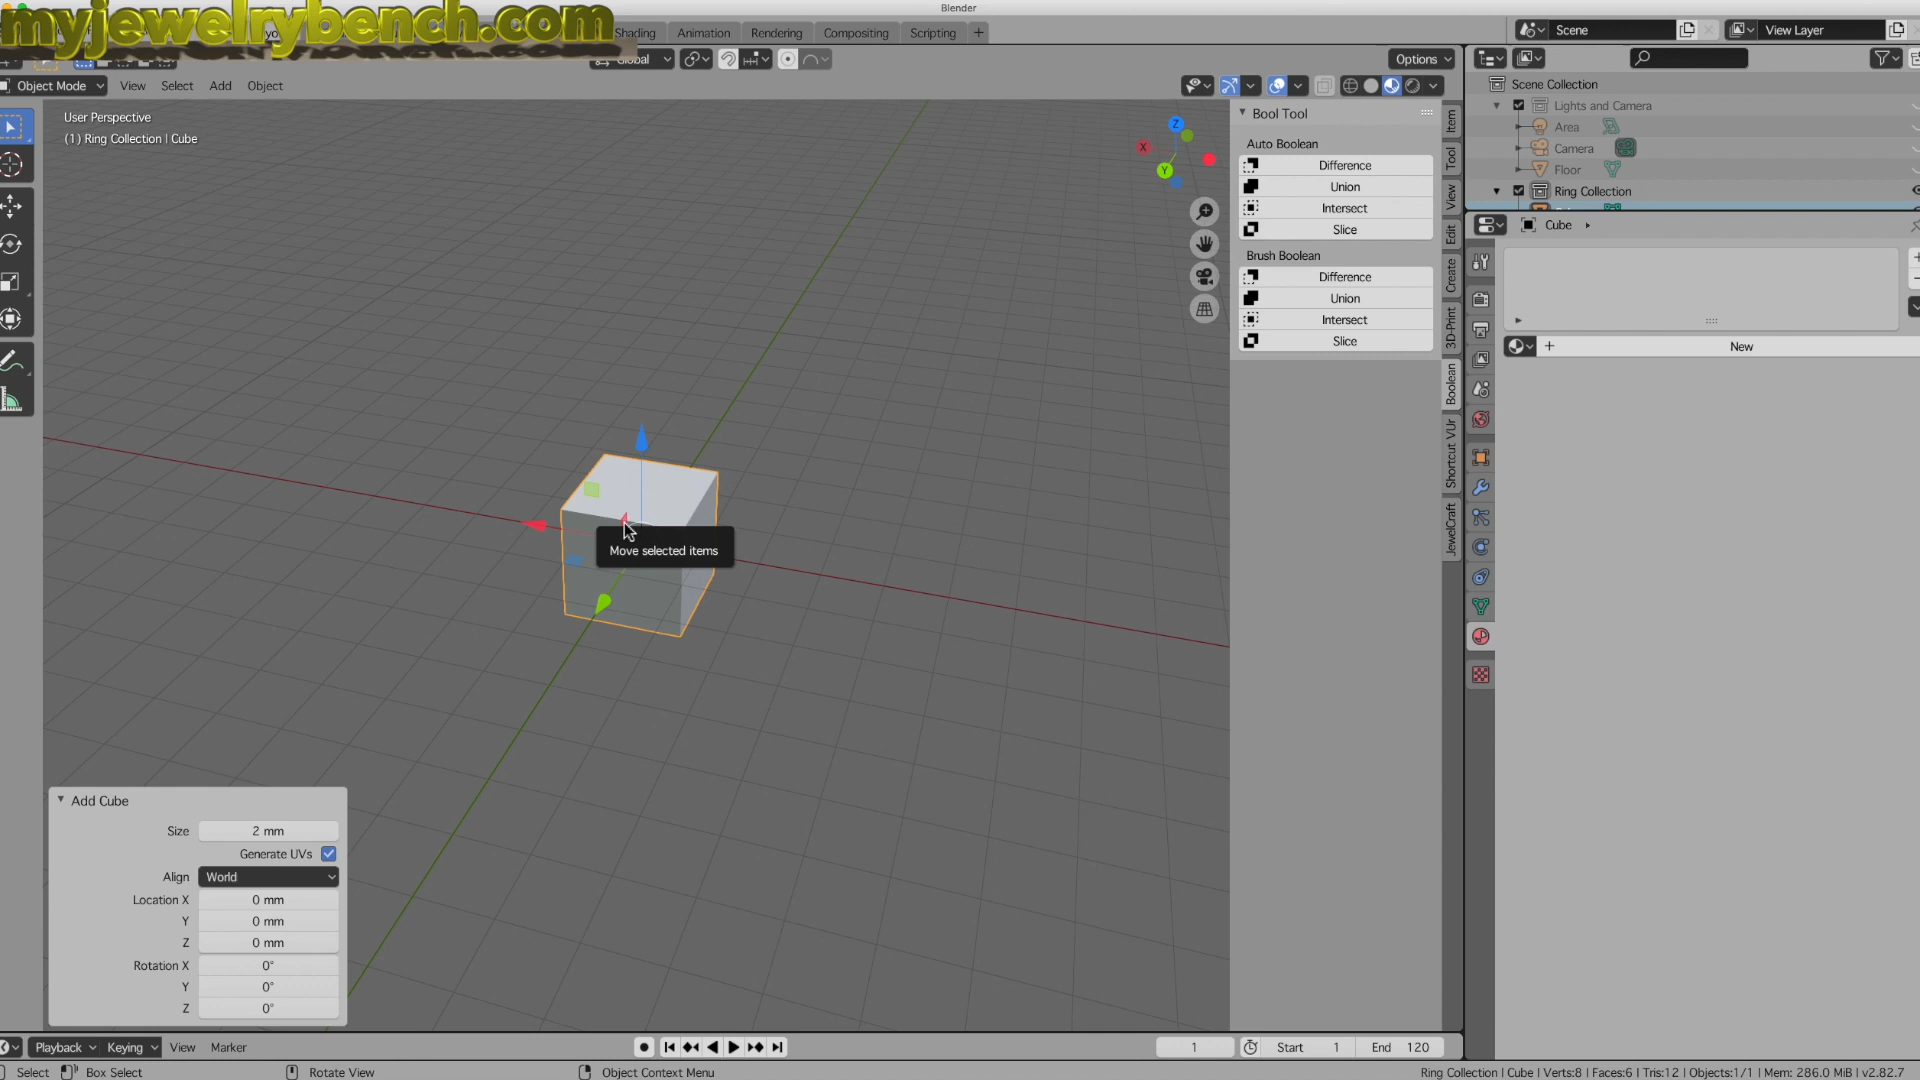 Blender
myjewelrybench.com
Shading
Animation
Rendering
Compositing
Scripting
+
Scene
View Layer
Global
Options
Object Mode
View
Select
Add
Object
User Perspective
(1) Ring Collection | Cube
Z
X
Y
Move selected items
Bool Tool
Auto Boolean
Difference
Union
Intersect
Slice
Brush Boolean
Difference
Union
Intersect
Slice
Item
Tool
View
Edit
Create
3D-Print
Boolean
Shortcut VUr
JewelCraft
Scene Collection
Lights and Camera
Area
Camera
Floor
Ring Collection
Cube
New
Add Cube
Size 2 mm
Generate UVs
Align World
Location X 0 mm
Y 0 mm
Z 0 mm
Rotation X 0°
Y 0°
Z 0°
Playback
Keying
View
Marker
1
Start 1
End 120
Select
Box Select
Rotate View
Object Context Menu
Ring Collection | Cube | Verts:8 | Faces:6 | Tris:12 | Objects:1/1 | Mem: 286.0 MiB | v2.82.7